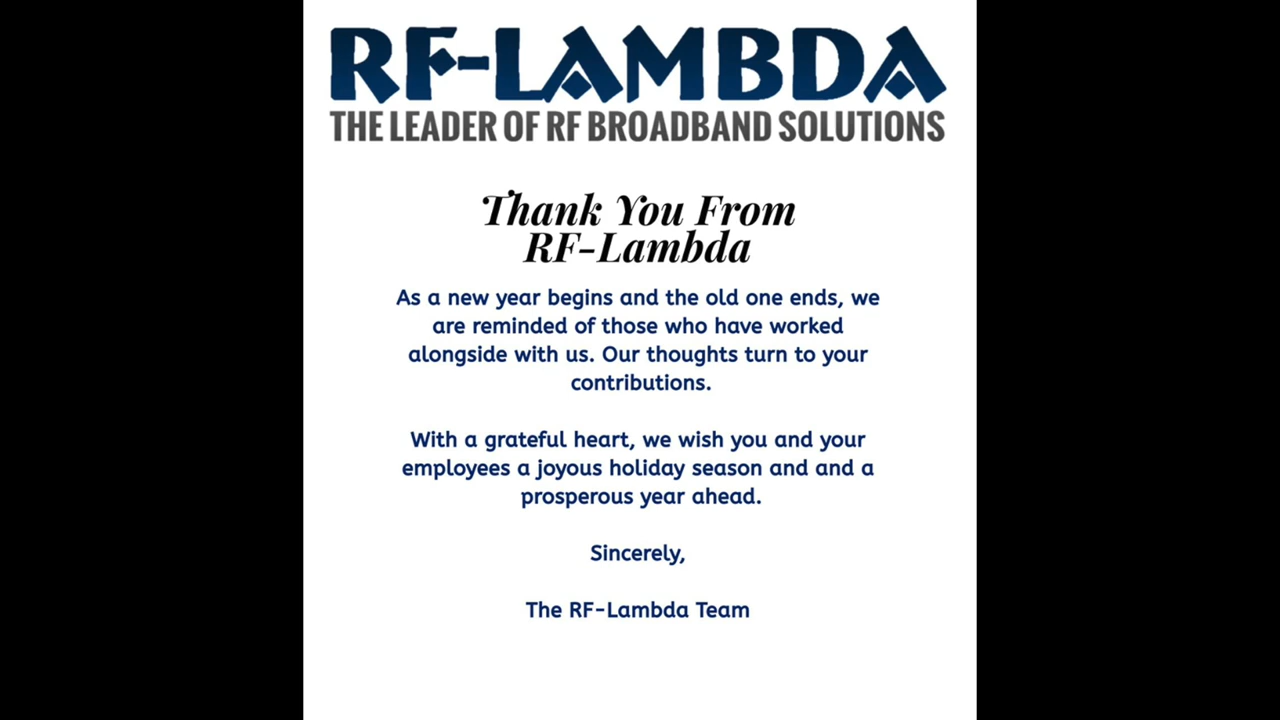 RF-LAMBDA
THE LEADER OF RF BROADBAND SOLUTIONS
Thank You From
RF-Lambda
As a new year begins and the old one ends, we
are reminded of those who have worked
alongside with us. Our thoughts turn to your
contributions.
With a grateful heart, we wish you and your
employees a joyous holiday season and and a
prosperous year ahead.
Sincerely,
The RF-Lambda Team